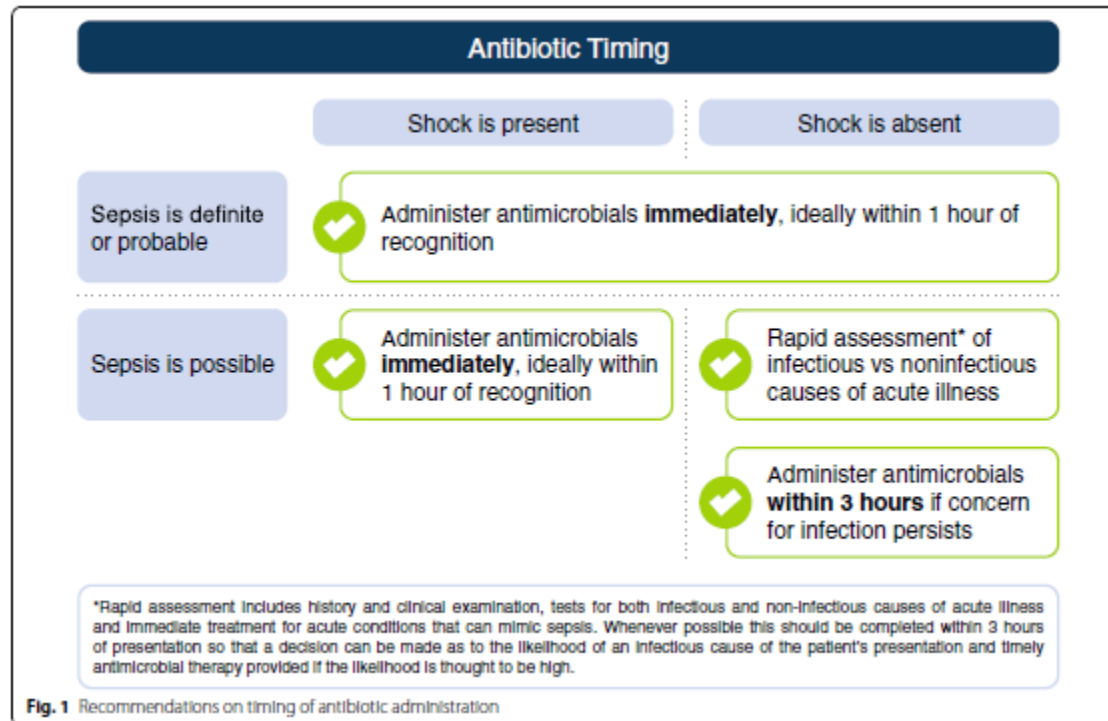 Antibiotic Timing
Shock is present
Shock is absent
Sepsis is definite
or probable
Administer antimicrobials immediately, ideally within 1 hour of
recognition
Sepsis is possible
Administer antimicrobials
immediately, ideally within
1 hour of recognition
Rapid assessment* of
infectious vs noninfectious
causes of acute illness
Administer antimicrobials
within 3 hours if concern
for infection persists
*Rapid assessment includes history and clinical examination, tests for both infectious and non-infectious causes of acute illness
and immediate treatment for acute conditions that can mimic sepsis. Whenever possible this should be completed within 3 hours
of presentation so that a decision can be made as to the likelihood of an infectious cause of the patient's presentation and timely
antimicrobial therapy provided if the likelihood is thought to be high.
Fig. 1 Recommendations on timing of antibiotic administration